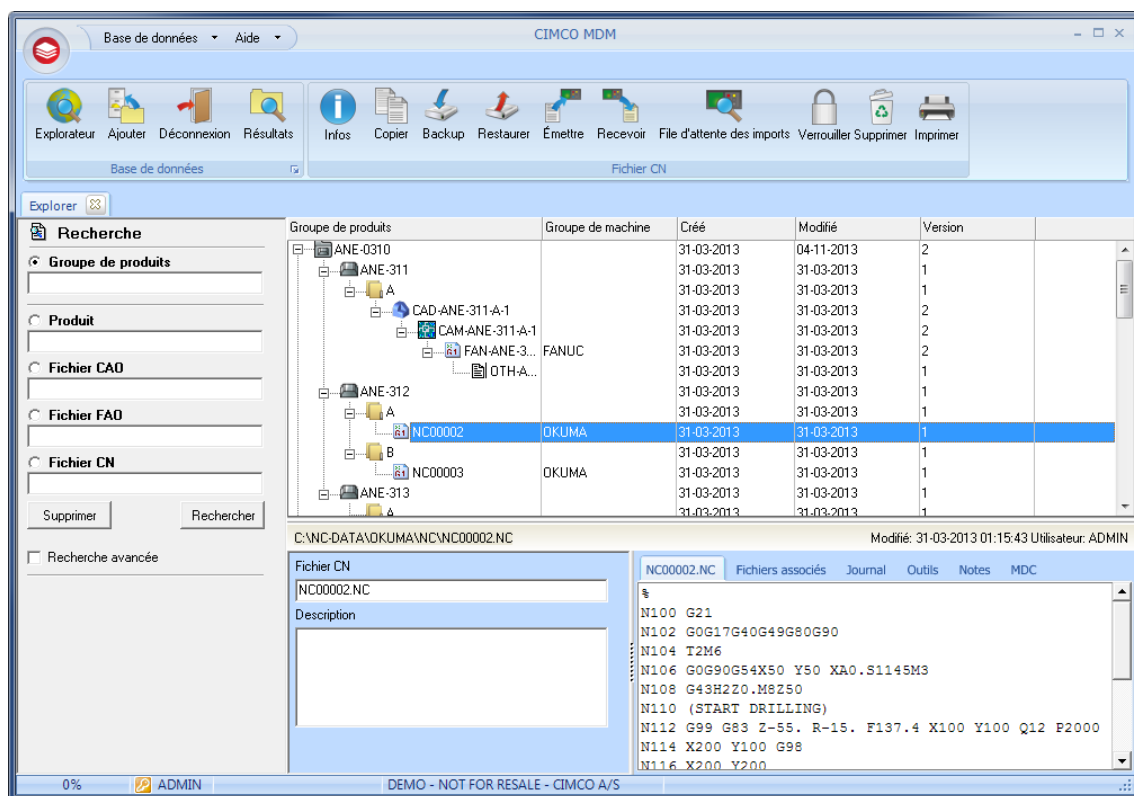 Base de données Aide CIMCO MDM
Explorateur Ajouter Déconnexion Résultats Infos Copier Backup Restaurer Émettre Recevoir File d'attente des imports Verrouiller Supprimer Imprimer
Base de données Fichier CN
Explorer
Recherche
Groupe de produits
Produit
Fichier CAO
Fichier FAO
Fichier CN
Supprimer Rechercher
Recherche avancée
Groupe de produits Groupe de machine Créé Modifié Version
ANE-0310 31-03-2013 04-11-2013 2
ANE-311 31-03-2013 31-03-2013 1
A 31-03-2013 31-03-2013 1
CAD-ANE-311-A-1 31-03-2013 31-03-2013 2
CAM-ANE-311-A-1 31-03-2013 31-03-2013 2
FAN-ANE-3... FANUC 31-03-2013 31-03-2013 2
OTH-A... 31-03-2013 31-03-2013 1
ANE-312 31-03-2013 31-03-2013 1
A 31-03-2013 31-03-2013 1
NC00002 OKUMA 31-03-2013 31-03-2013 1
B 31-03-2013 31-03-2013 1
NC00003 OKUMA 31-03-2013 31-03-2013 1
ANE-313 31-03-2013 31-03-2013 1
A 31-03-2013 31-03-2013 1
C:\NC-DATA\OKUMA\NC\NC00002.NC Modifié: 31-03-2013 01:15:43 Utilisateur: ADMIN
Fichier CN
NC00002.NC
Description
NC00002.NC Fichiers associés Journal Outils Notes MDC
%
N100 G21
N102 G0G17G40G49G80G90
N104 T2M6
N106 G0G90G54X50 Y50 XA0.S1145M3
N108 G43H2Z0.M8Z50
N110 (START DRILLING)
N112 G99 G83 Z-55. R-15. F137.4 X100 Y100 Q12 P2000
N114 X200 Y100 G98
N116 X200 Y200
0% ADMIN DEMO - NOT FOR RESALE - CIMCO A/S